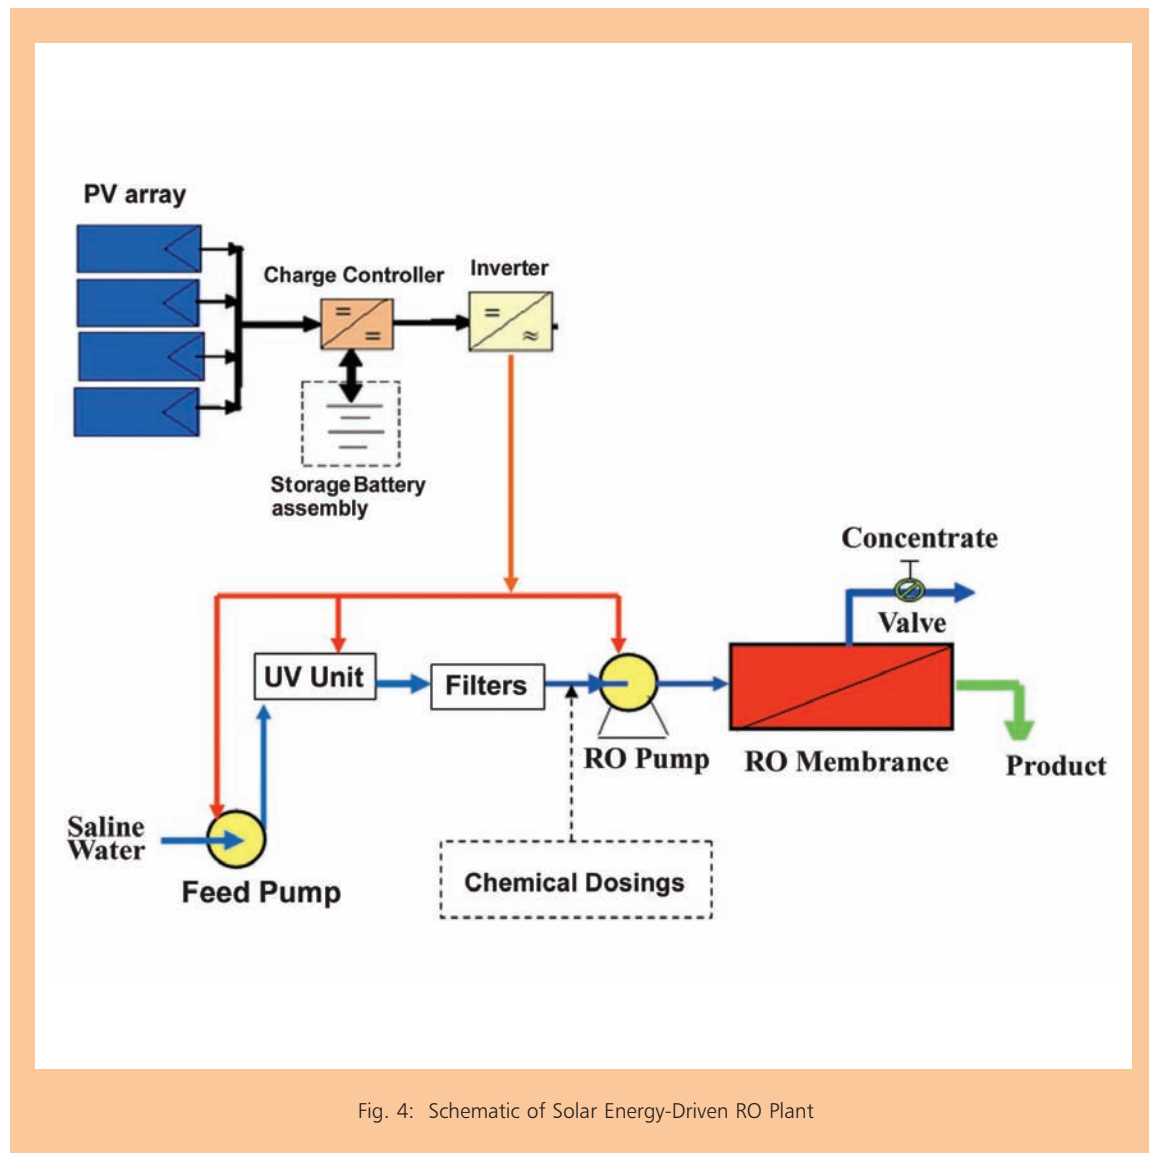 PV array
Charge Controller
Inverter
=
=
=
≈
Storage Battery
assembly
Concentrate
Valve
UV Unit
Filters
RO Pump
RO Membrance
Product
Saline
Water
Feed Pump
Chemical Dosings
Fig. 4: Schematic of Solar Energy-Driven RO Plant